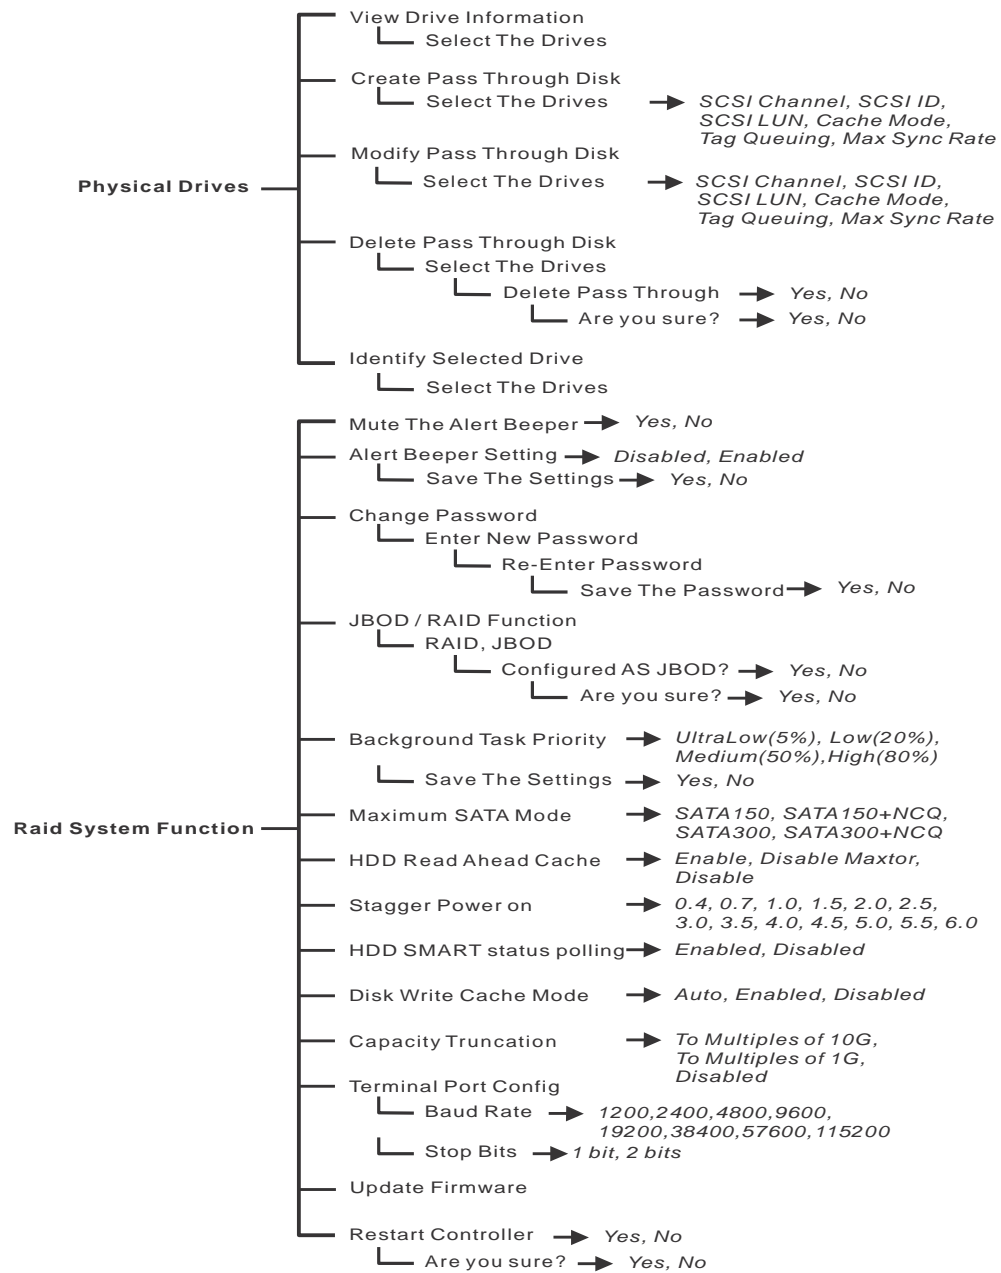 View Drive Information
Select The Drives
Create Pass Through Disk
Select The Drives
SCSI Channel, SCSI ID,
SCSI LUN, Cache Mode,
Tag Queuing, Max Sync Rate
Modify Pass Through Disk
Physical Drives
Select The Drives
SCSI Channel, SCSI ID,
SCSI LUN, Cache Mode,
Tag Queuing, Max Sync Rate
Delete Pass Through Disk
Select The Drives
Delete Pass Through
Yes, No
Are you sure?
Yes, No
Identify Selected Drive
Select The Drives
Mute The Alert Beeper
Yes, No
Alert Beeper Setting
Disabled, Enabled
Save The Settings
Yes, No
Change Password
Enter New Password
Re-Enter Password
Save The Password
Yes, No
JBOD / RAID Function
RAID, JBOD
Configured AS JBOD?
Yes, No
Are you sure?
Yes, No
Background Task Priority
UltraLow(5%), Low(20%),
Medium(50%),High(80%)
Save The Settings
Yes, No
Raid System Function
Maximum SATA Mode
SATA150, SATA150+NCQ,
SATA300, SATA300+NCQ
HDD Read Ahead Cache
Enable, Disable Maxtor,
Disable
Stagger Power on
0.4, 0.7, 1.0, 1.5, 2.0, 2.5,
3.0, 3.5, 4.0, 4.5, 5.0, 5.5, 6.0
HDD SMART status polling
Enabled, Disabled
Disk Write Cache Mode
Auto, Enabled, Disabled
Capacity Truncation
To Multiples of 10G,
To Multiples of 1G,
Disabled
Terminal Port Config
Baud Rate
1200,2400,4800,9600,
19200,38400,57600,115200
Stop Bits
1 bit, 2 bits
Update Firmware
Restart Controller
Yes, No
Are you sure?
Yes, No